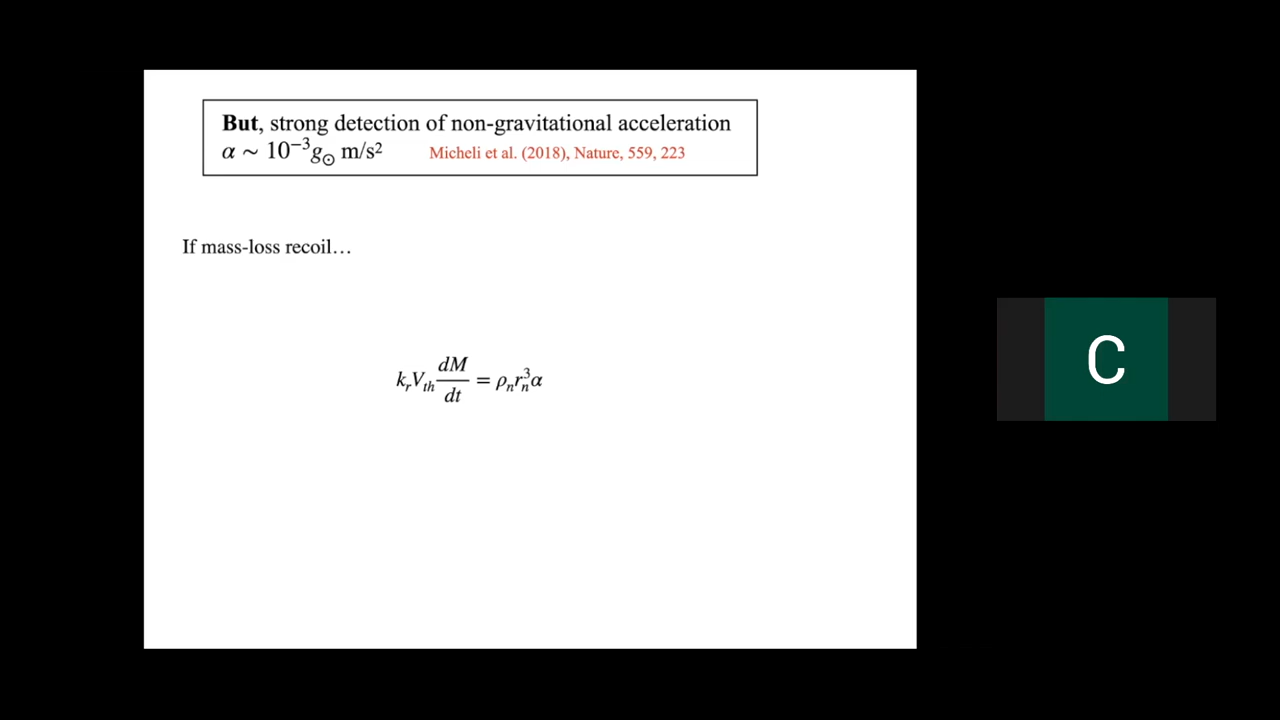 But, strong detection of non-gravitational acceleration
α ~ 10⁻³g☉ m/s² Micheli et al. (2018), Nature, 559, 223
If mass-loss recoil…
kᵣVₜₕ dM/dt = ρₙrₙ³α
C